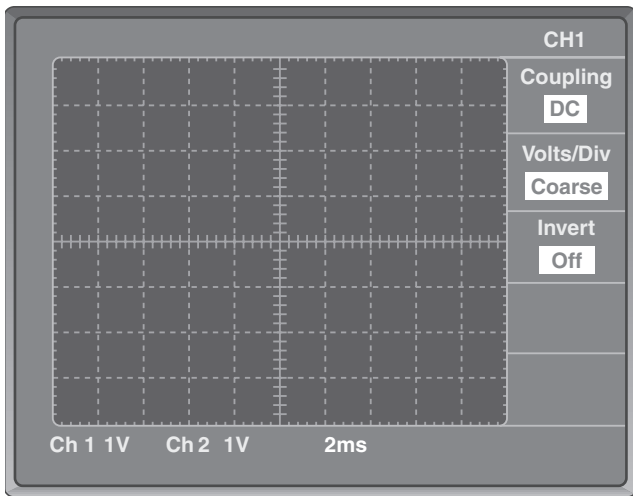 CH1
Coupling
DC
Volts/Div
Coarse
Invert
Off
Ch 1 1V Ch 2 1V 2ms